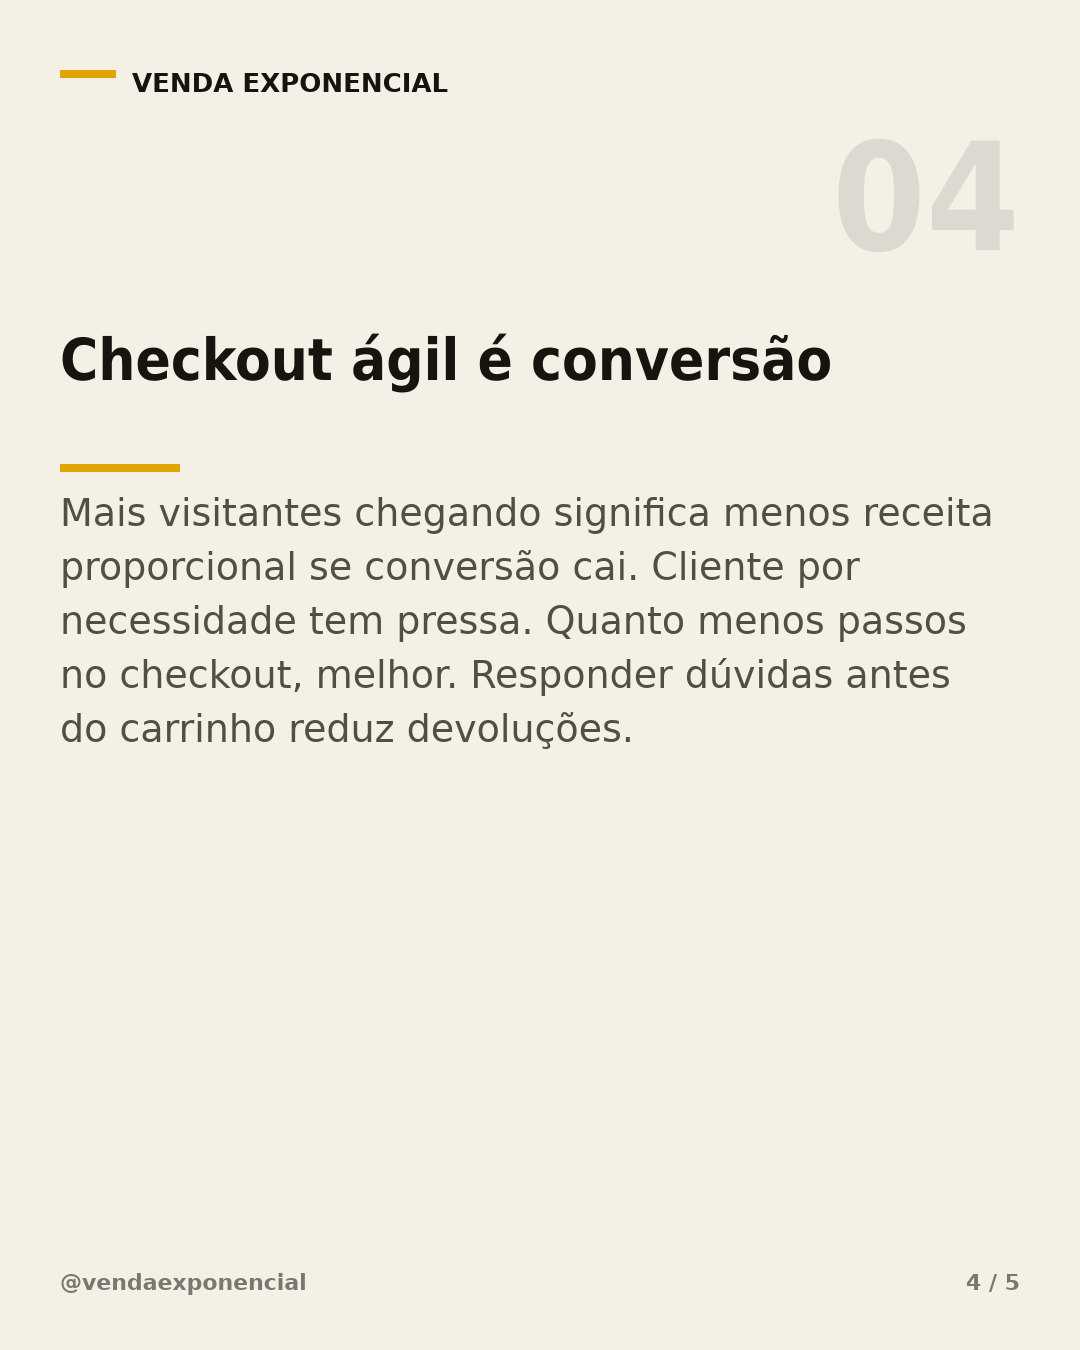 VENDA EXPONENCIAL
04
Checkout ágil é conversão
Mais visitantes chegando significa menos receita
proporcional se conversão cai. Cliente por
necessidade tem pressa. Quanto menos passos
no checkout, melhor. Responder dúvidas antes
do carrinho reduz devoluções.
@vendaexponencial
4 / 5